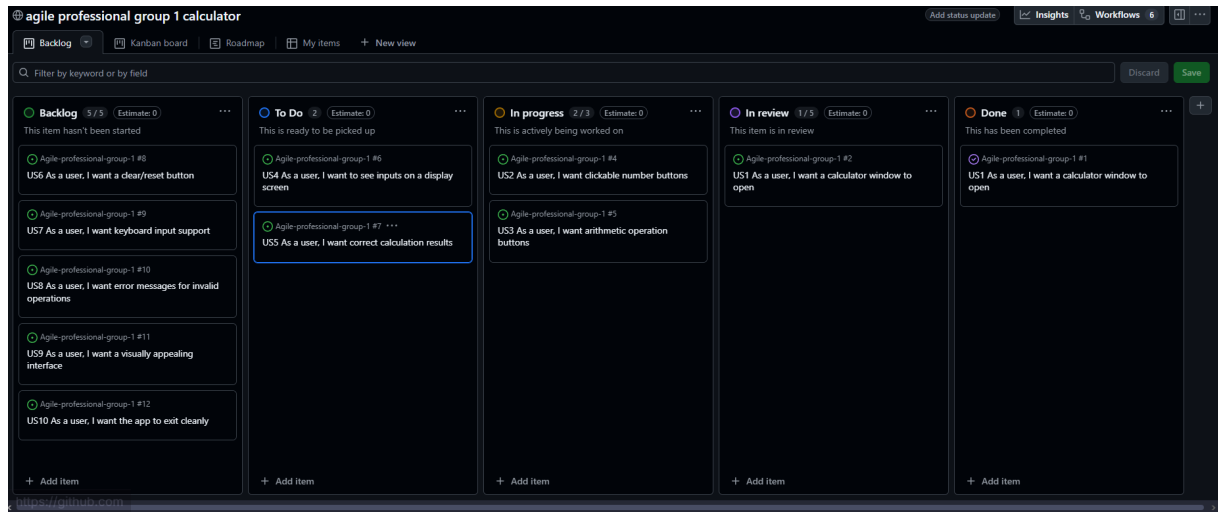 agile professional group 1 calculator
Add status update
Insights
Workflows 6
Backlog
Kanban board
Roadmap
My items
+ New view
Filter by keyword or by field
Discard
Save
Backlog 5 / 5 Estimate: 0 ...
This item hasn't been started
Agile-professional-group-1 #8
US6 As a user, I want a clear/reset button
Agile-professional-group-1 #9
US7 As a user, I want keyboard input support
Agile-professional-group-1 #10
US8 As a user, I want error messages for invalid
operations
Agile-professional-group-1 #11
US9 As a user, I want a visually appealing
interface
Agile-professional-group-1 #12
US10 As a user, I want the app to exit cleanly
+ Add item
To Do 2 Estimate: 0 ...
This is ready to be picked up
Agile-professional-group-1 #6
US4 As a user, I want to see inputs on a display
screen
Agile-professional-group-1 #7 ...
US5 As a user, I want correct calculation results
+ Add item
In progress 2 / 3 Estimate: 0 ...
This is actively being worked on
Agile-professional-group-1 #4
US2 As a user, I want clickable number buttons
Agile-professional-group-1 #5
US3 As a user, I want arithmetic operation
buttons
+ Add item
In review 1 / 5 Estimate: 0 ...
This item is in review
Agile-professional-group-1 #2
US1 As a user, I want a calculator window to
open
+ Add item
Done 1 Estimate: 0 ...
This has been completed
Agile-professional-group-1 #1
US1 As a user, I want a calculator window to
open
+ Add item
https://github.com